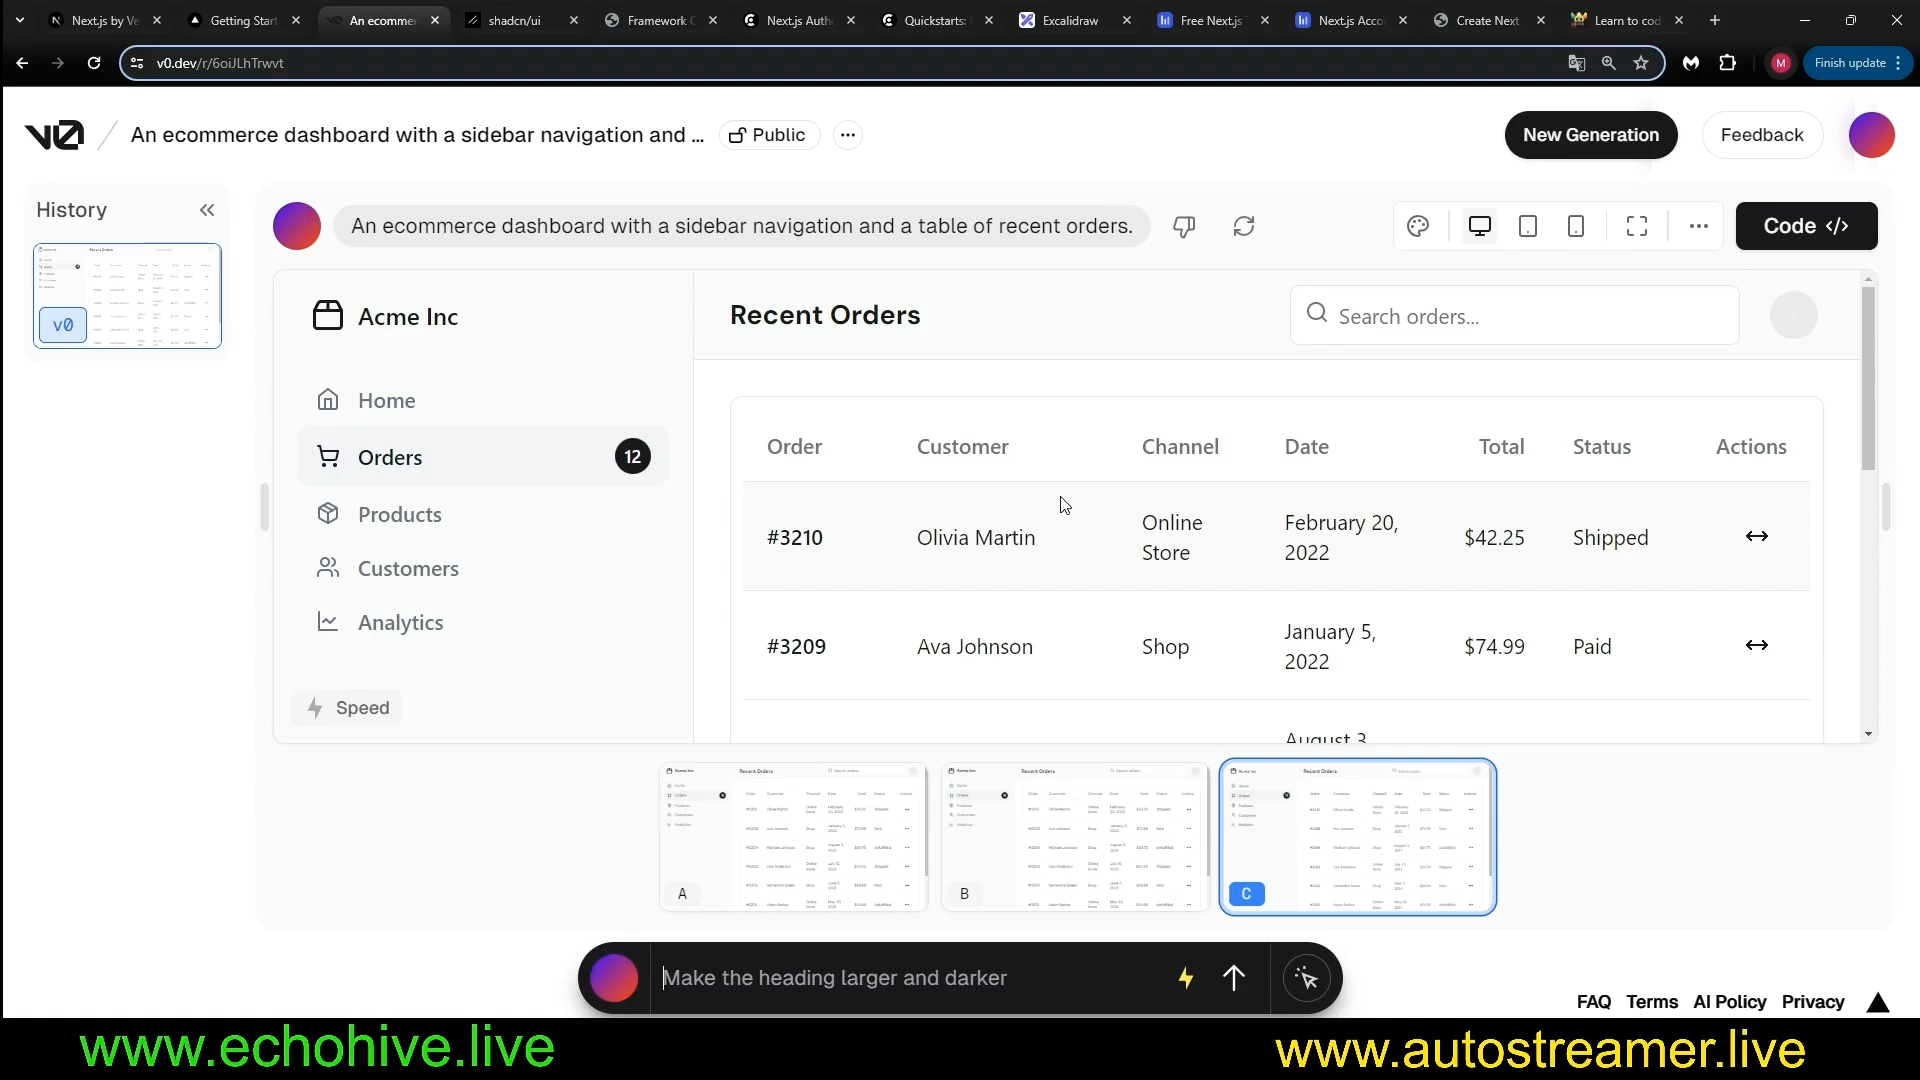 Next.js by Ve
Getting Start
An ecommer
shadcn/ui
Framework C
Next.js Auth
Quickstarts:
Excalidraw
Free Next.js
Next.js Acco
Create Next
Learn to cod
v0.dev/r/6oiJLhTrwvt
M
Finish update
v0
An ecommerce dashboard with a sidebar navigation and ...
Public
New Generation
Feedback
History
v0
An ecommerce dashboard with a sidebar navigation and a table of recent orders.
Code </>
Acme Inc
Home
Orders
12
Products
Customers
Analytics
Speed
Recent Orders
Search orders...
Order Customer Channel Date Total Status Actions
#3210 Olivia Martin Online Store February 20, 2022 $42.25 Shipped
#3209 Ava Johnson Shop January 5, 2022 $74.99 Paid
August 3
A
B
C
Make the heading larger and darker
FAQ Terms AI Policy Privacy
www.echohive.live
www.autostreamer.live